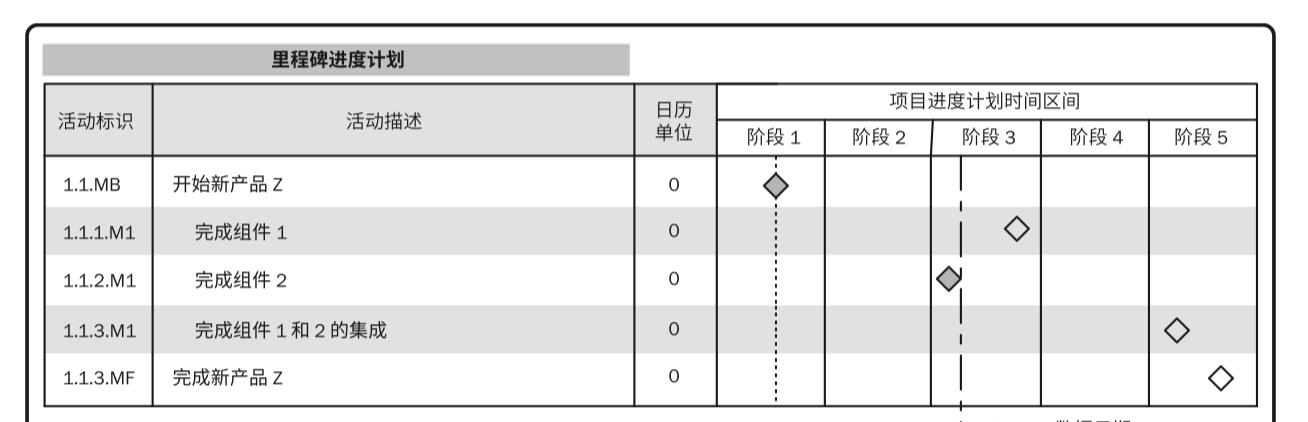 里程碑进度计划
活动标识 活动描述 日历单位 项目进度计划时间区间
阶段 1 阶段 2 阶段 3 阶段 4 阶段 5
1.1.MB 开始新产品 Z 0
1.1.1.M1 完成组件 1 0
1.1.2.M1 完成组件 2 0
1.1.3.M1 完成组件 1 和 2 的集成 0
1.1.3.MF 完成新产品 Z 0